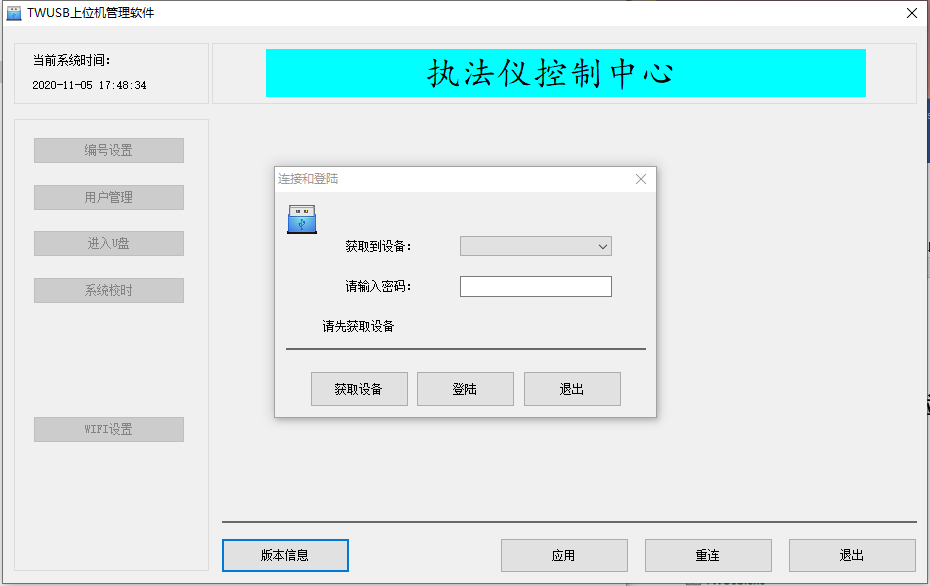 TWUSB上位机管理软件
当前系统时间:
2020-11-05 17:48:34
执法仪控制中心
编号设置
用户管理
进入U盘
系统校时
WIFI设置
连接和登陆
获取到设备:
请输入密码:
请先获取设备
获取设备
登陆
退出
版本信息
应用
重连
退出